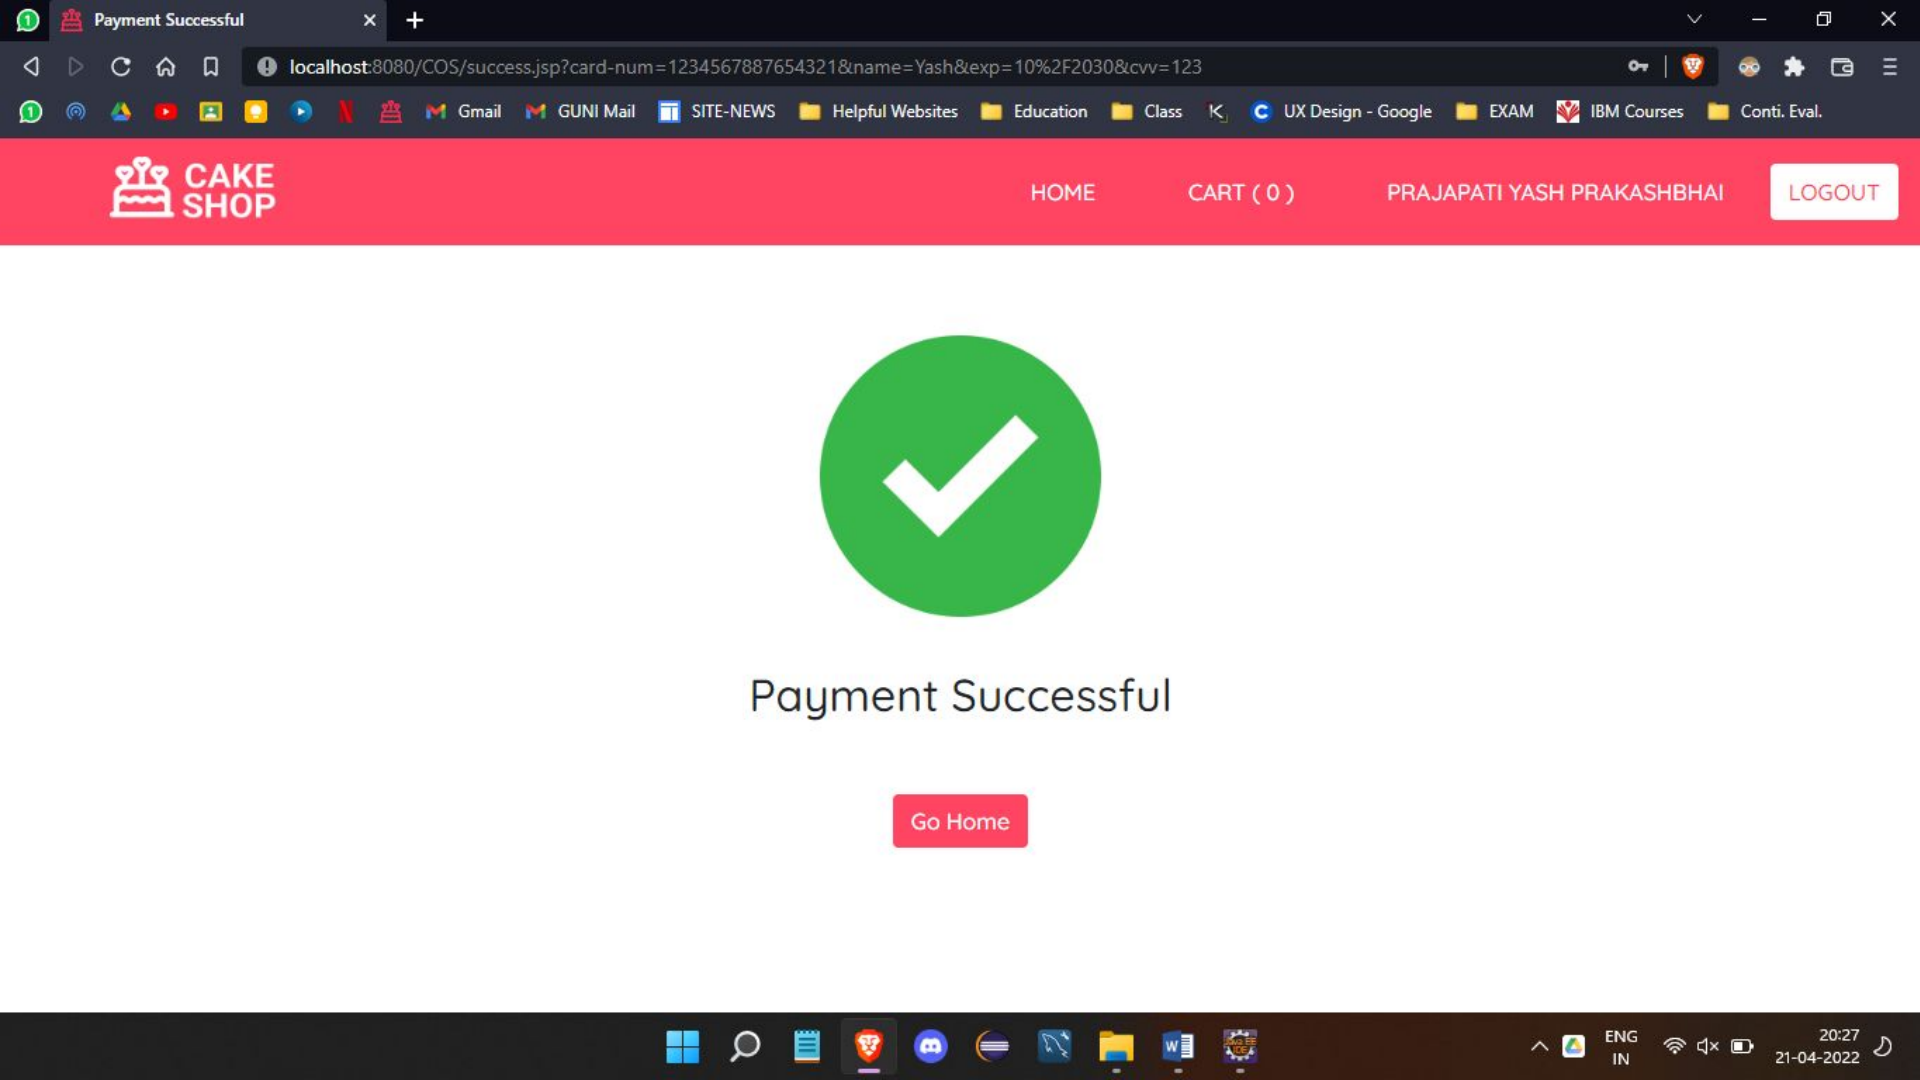 Payment Successful
localhost:8080/COS/success.jsp?card-num=1234567887654321&name=Yash&exp=10%2F2030&cvv=123
Gmail GUNI Mail SITE-NEWS Helpful Websites Education Class UX Design - Google EXAM IBM Courses Conti. Eval.
CAKE
SHOP
HOME CART ( 0 ) PRAJAPATI YASH PRAKASHBHAI LOGOUT
Payment Successful
Go Home
ENG
IN
20:27
21-04-2022